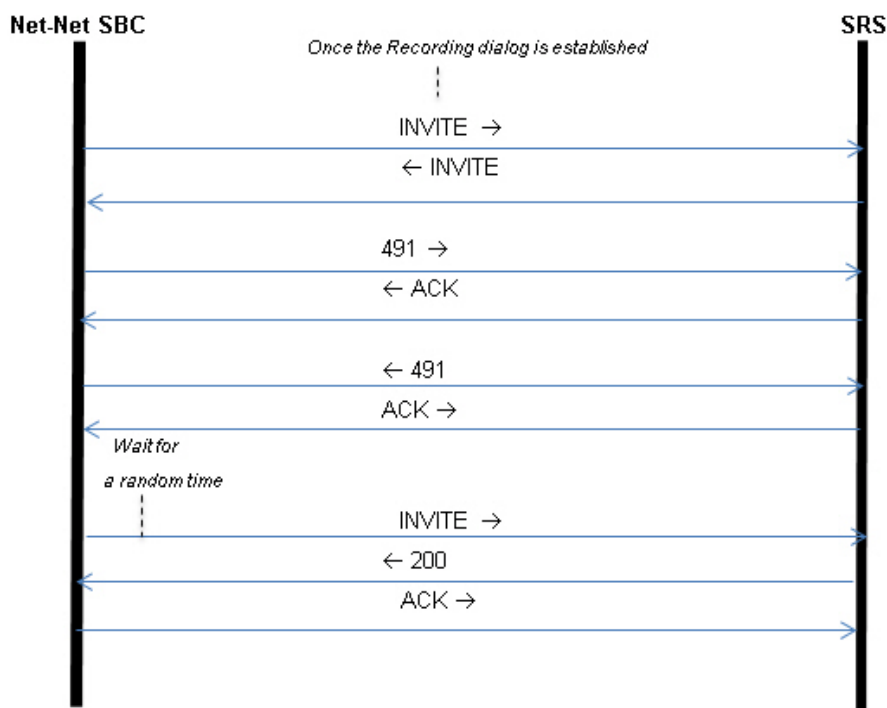 Net-Net SBC
SRS
Once the Recording dialog is established
INVITE →
← INVITE
491 →
← ACK
← 491
ACK →
Wait for
a random time
INVITE →
← 200
ACK →